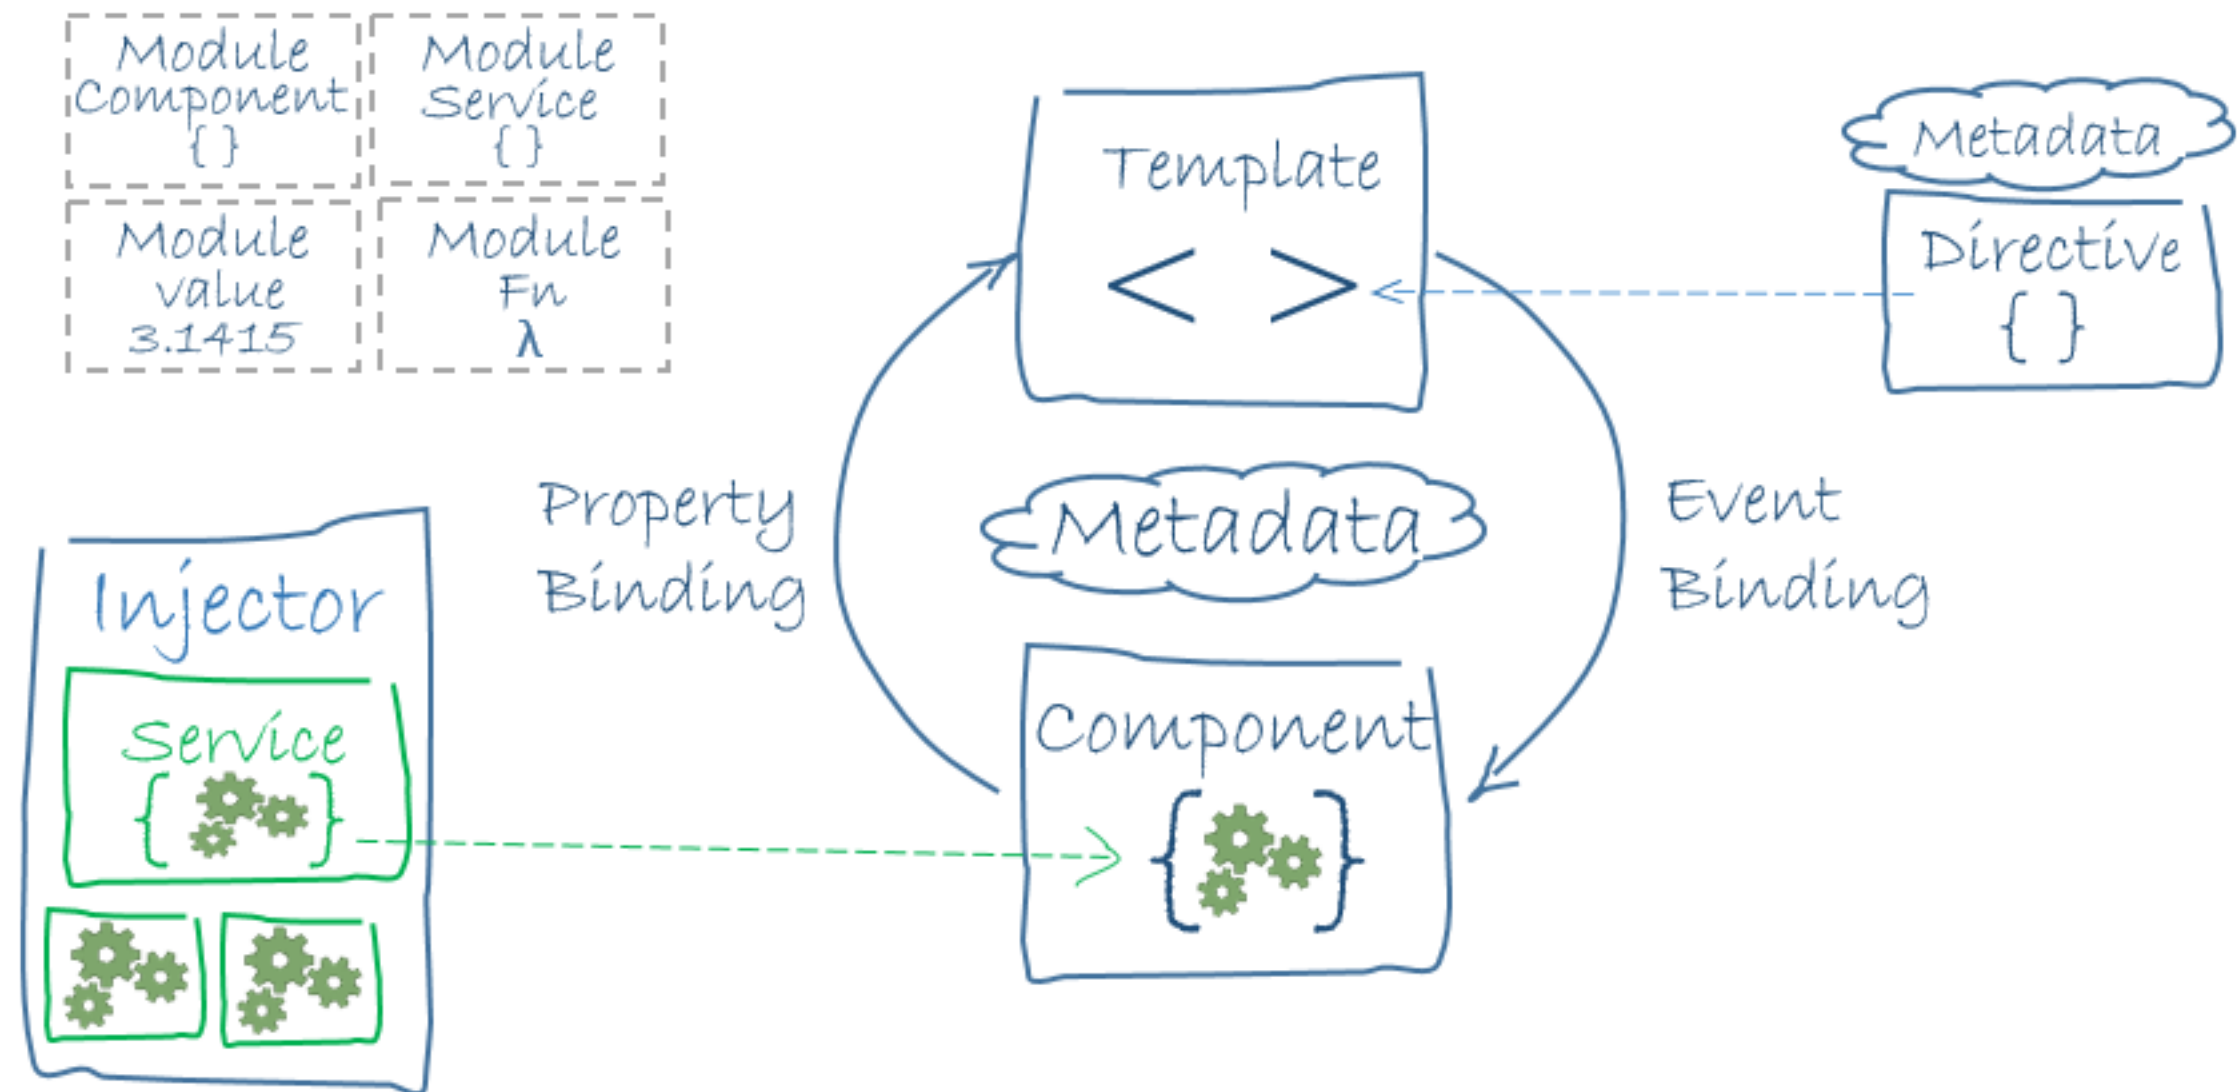 Module
Component
{ }
Module
Service
{ }
Module
value
3.1415
Module
Fn
λ
Template
< >
Metadata
Directive
{ }
Property
Binding
Metadata
Event
Binding
Injector
Service
{ }
Component
{ }